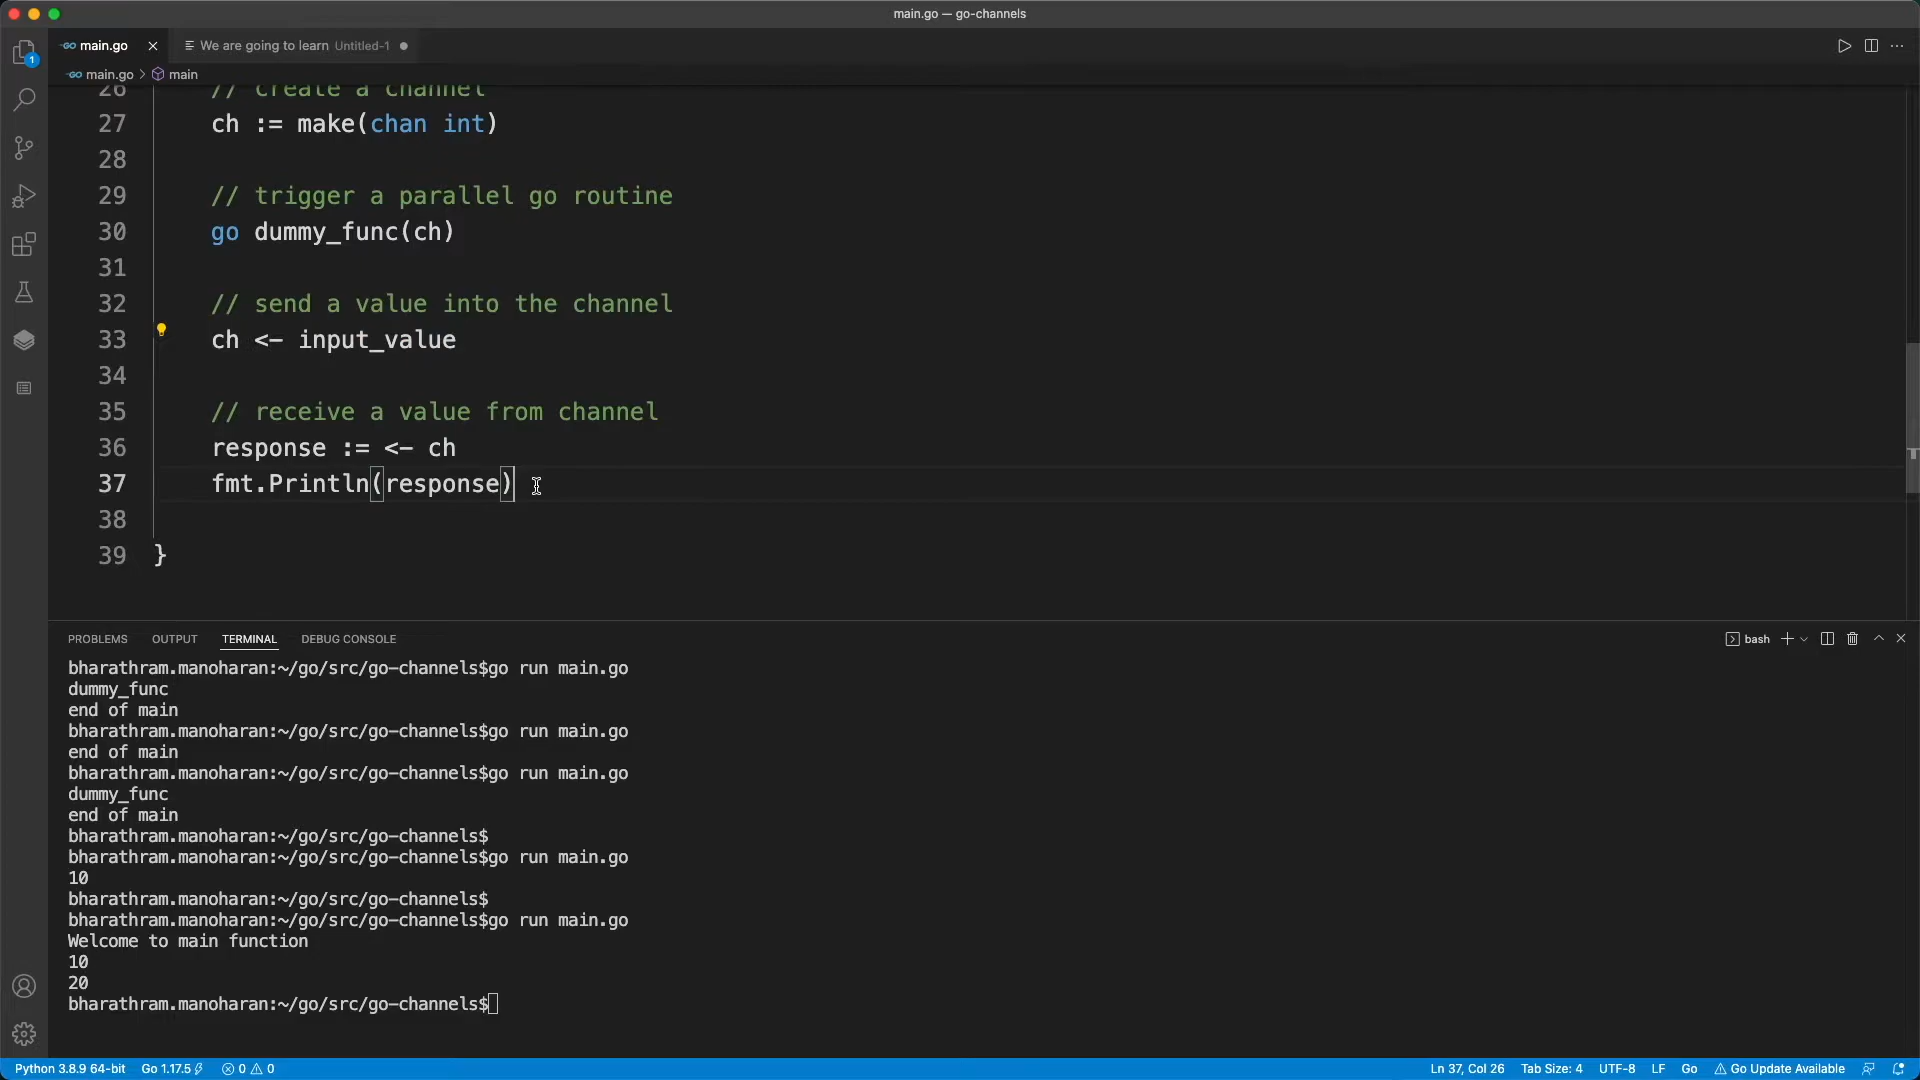 main.go — go-channels
main.go
We are going to learn Untitled-1
main.go > main
26 // create a channel
27 ch := make(chan int)
28
29 // trigger a parallel go routine
30 go dummy_func(ch)
31
32 // send a value into the channel
33 ch <- input_value
34
35 // receive a value from channel
36 response := <- ch
37 fmt.Println(response)
38
39 }
PROBLEMS OUTPUT TERMINAL DEBUG CONSOLE
bash
bharathram.manoharan:~/go/src/go-channels$go run main.go
dummy_func
end of main
bharathram.manoharan:~/go/src/go-channels$go run main.go
end of main
bharathram.manoharan:~/go/src/go-channels$go run main.go
dummy_func
end of main
bharathram.manoharan:~/go/src/go-channels$
bharathram.manoharan:~/go/src/go-channels$go run main.go
10
bharathram.manoharan:~/go/src/go-channels$
bharathram.manoharan:~/go/src/go-channels$go run main.go
Welcome to main function
10
20
bharathram.manoharan:~/go/src/go-channels$
Python 3.8.9 64-bit Go 1.17.5 0 0 Ln 37, Col 26 Tab Size: 4 UTF-8 LF Go Go Update Available